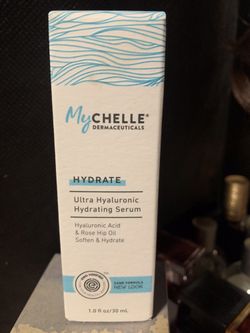 MyCHELLE®
DERMACEUTICALS
HYDRATE
Ultra Hyaluronic
Hydrating Serum
Hyaluronic Acid
& Rose Hip Oil
Soften & Hydrate
SAME FORMULA
NEW LOOK
1.0 fl oz/30 mL